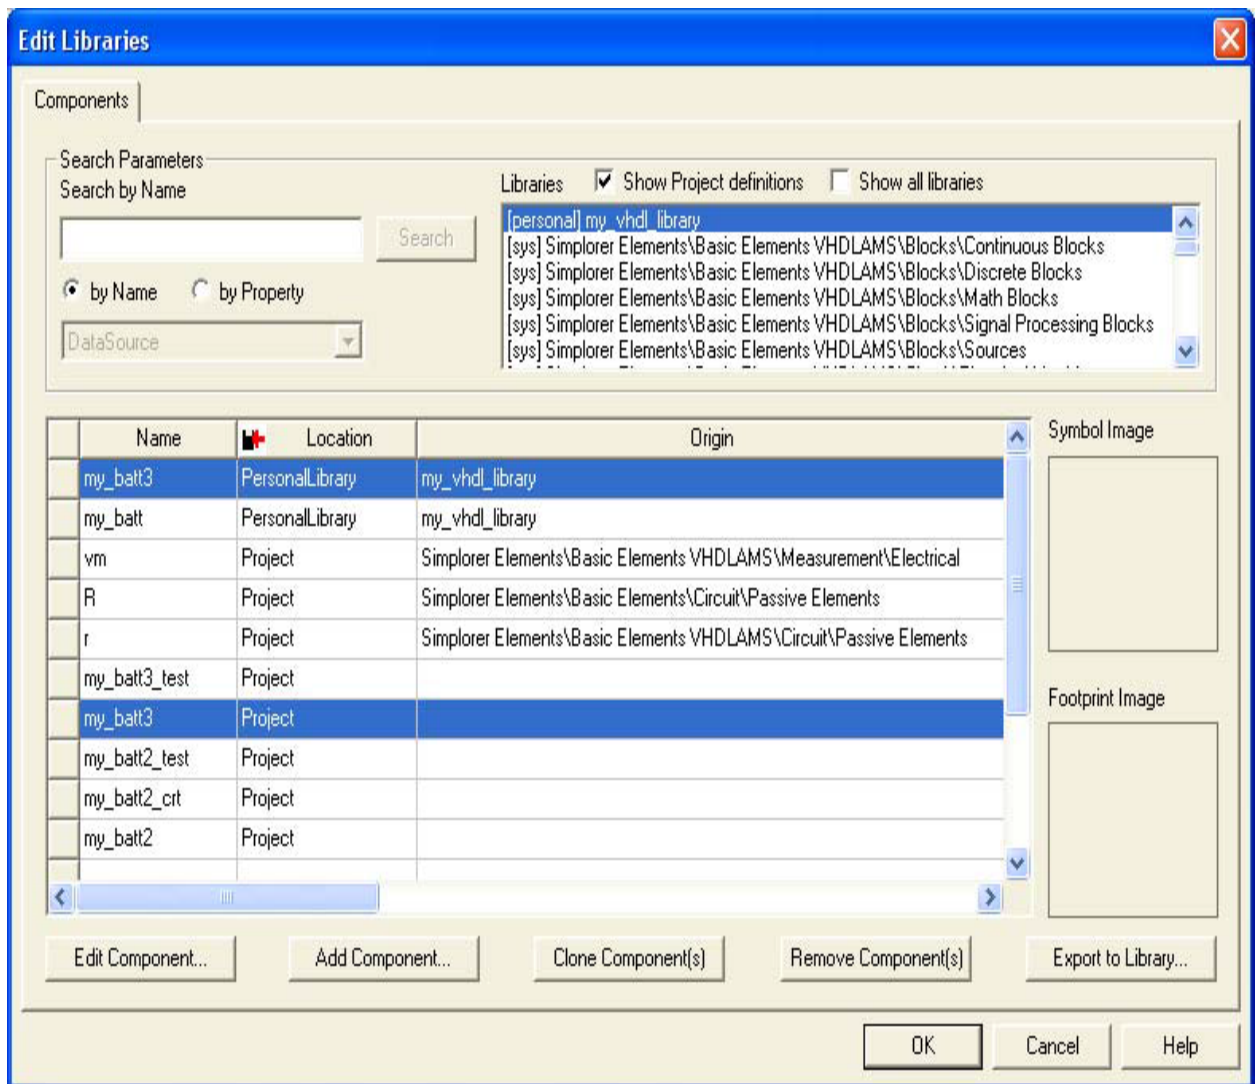 Edit Libraries
Components
Search Parameters
Search by Name
Search
by Name by Property
DataSource
Libraries Show Project definitions Show all libraries
[personal] my_vhdl_library
[sys] Simplorer Elements\Basic Elements VHDLAMS\Blocks\Continuous Blocks
[sys] Simplorer Elements\Basic Elements VHDLAMS\Blocks\Discrete Blocks
[sys] Simplorer Elements\Basic Elements VHDLAMS\Blocks\Math Blocks
[sys] Simplorer Elements\Basic Elements VHDLAMS\Blocks\Signal Processing Blocks
[sys] Simplorer Elements\Basic Elements VHDLAMS\Blocks\Sources
Name Location Origin
my_batt3 PersonalLibrary my_vhdl_library
my_batt PersonalLibrary my_vhdl_library
vm Project Simplorer Elements\Basic Elements VHDLAMS\Measurement\Electrical
R Project Simplorer Elements\Basic Elements\Circuit\Passive Elements
r Project Simplorer Elements\Basic Elements VHDLAMS\Circuit\Passive Elements
my_batt3_test Project
my_batt3 Project
my_batt2_test Project
my_batt2_crt Project
my_batt2 Project
Symbol Image
Footprint Image
Edit Component... Add Component... Clone Component(s) Remove Component(s) Export to Library...
OK Cancel Help